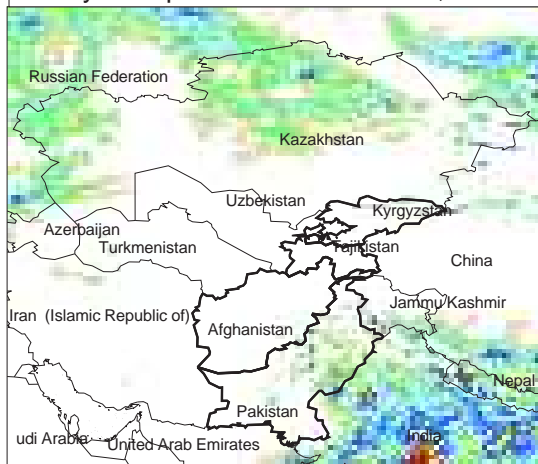 Russian Federation
Kazakhstan
Uzbekistan
Kyrgyzstan
Azerbaijan
Turkmenistan
Tajikistan
China
Jammu Kashmir
Iran (Islamic Republic of)
Afghanistan
Nepal
Pakistan
udi Arabia
United Arab Emirates
India